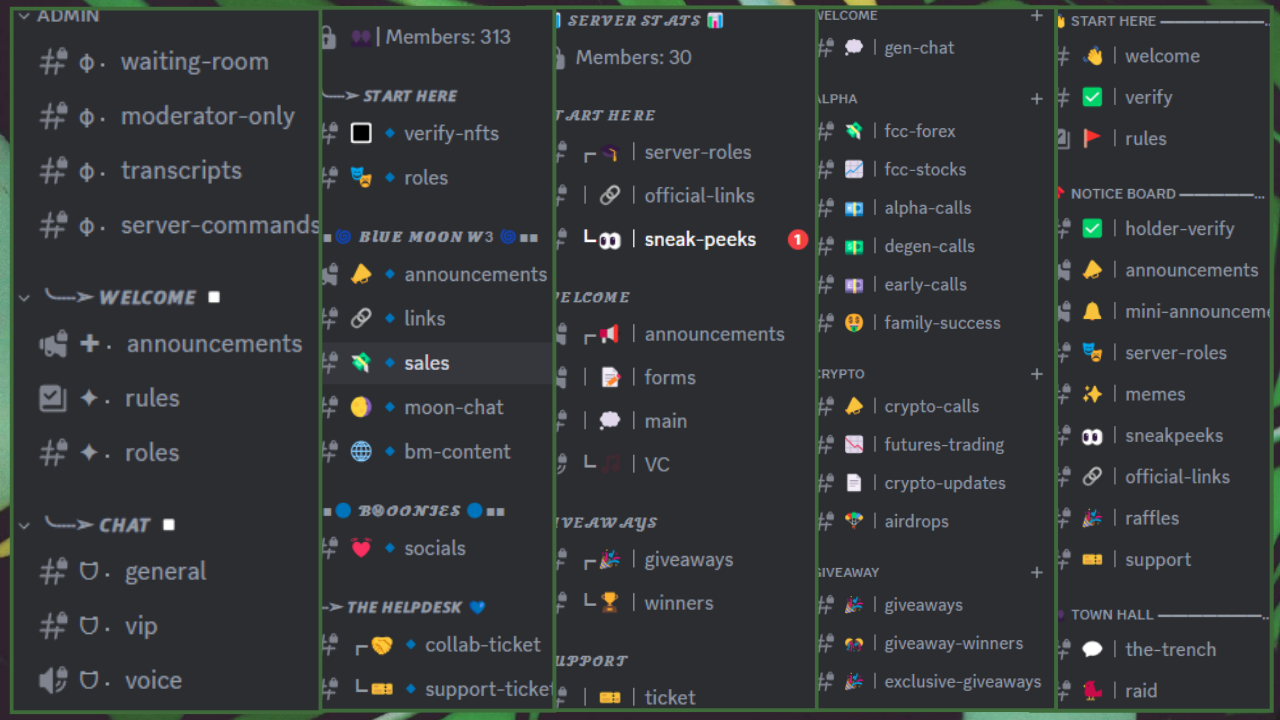 ADMIN
waiting-room
moderator-only
transcripts
server-commands
WELCOME
announcements
rules
roles
CHAT
general
vip
voice
| Members: 313
START HERE
verify-nfts
roles
BLUE MOON W3
announcements
links
sales
moon-chat
bm-content
BMOONIES
socials
THE HELPDESK
collab-ticket
support-ticket
SERVER STATS
Members: 30
TART HERE
server-roles
official-links
sneak-peeks 1
ELCOME
announcements
forms
main
VC
IVEAWAYS
giveaways
winners
UPPORT
ticket
WELCOME
gen-chat
ALPHA
fcc-forex
fcc-stocks
alpha-calls
degen-calls
early-calls
family-success
CRYPTO
crypto-calls
futures-trading
crypto-updates
airdrops
GIVEAWAY
giveaways
giveaway-winners
exclusive-giveaways
START HERE
welcome
verify
rules
NOTICE BOARD
holder-verify
announcements
mini-announceme
server-roles
memes
sneakpeeks
official-links
raffles
support
TOWN HALL
the-trench
raid